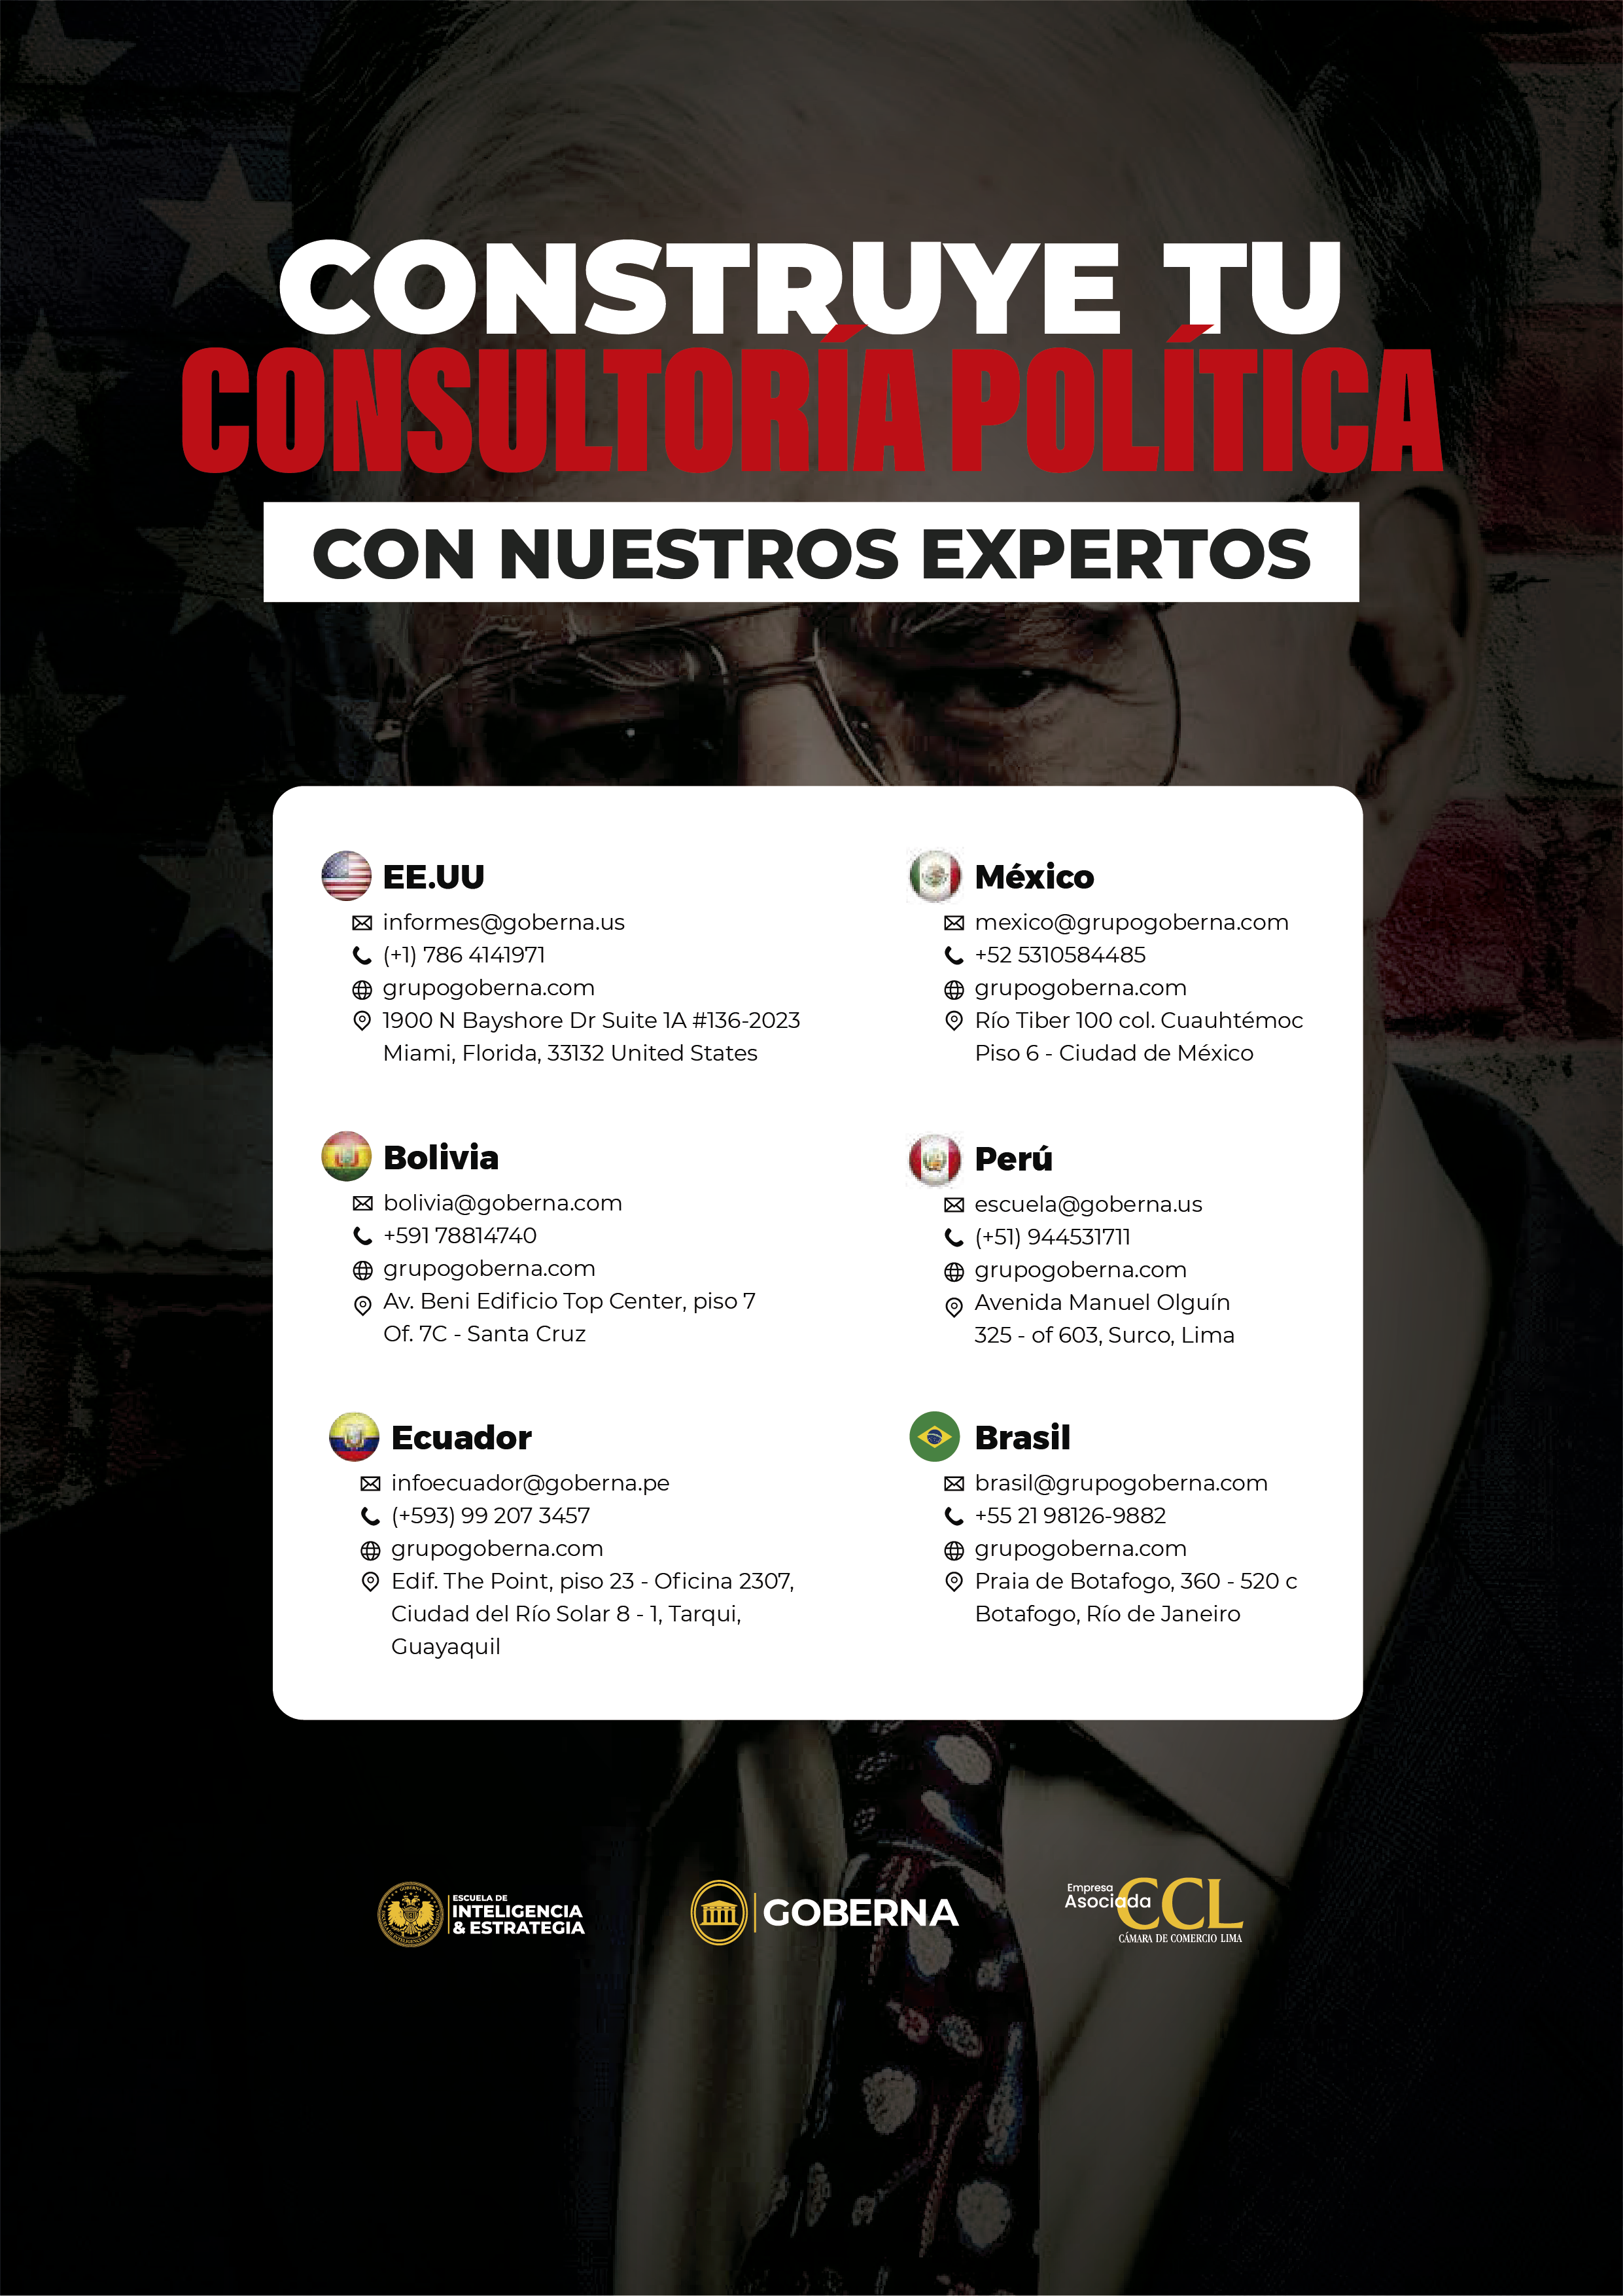 CONSTRUYE TU
CONSULTORÍA POLÍTICA
CON NUESTROS EXPERTOS
EE.UU
informes@goberna.us
(+1) 786 4141971
grupogoberna.com
1900 N Bayshore Dr Suite 1A #136-2023
Miami, Florida, 33132 United States
México
mexico@grupogoberna.com
+52 5310584485
grupogoberna.com
Río Tiber 100 col. Cuauhtémoc
Piso 6 - Ciudad de México
Bolivia
bolivia@goberna.com
+591 78814740
grupogoberna.com
Av. Beni Edificio Top Center, piso 7
Of. 7C - Santa Cruz
Perú
escuela@goberna.us
(+51) 944531711
grupogoberna.com
Avenida Manuel Olguín
325 - of 603, Surco, Lima
Ecuador
infoecuador@goberna.pe
(+593) 99 207 3457
grupogoberna.com
Edif. The Point, piso 23 - Oficina 2307,
Ciudad del Río Solar 8 - 1, Tarqui,
Guayaquil
Brasil
brasil@grupogoberna.com
+55 21 98126-9882
grupogoberna.com
Praia de Botafogo, 360 - 520 c
Botafogo, Río de Janeiro
ESCUELA DE
INTELIGENCIA
& ESTRATEGIA
GOBERNA
Empresa
Asociada
CCL
CÁMARA DE COMERCIO LIMA